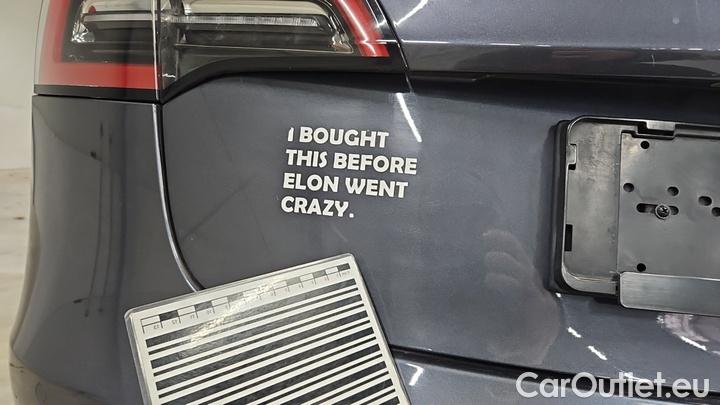 I BOUGHT
THIS BEFORE
ELON WENT
CRAZY.
CarOutlet.eu